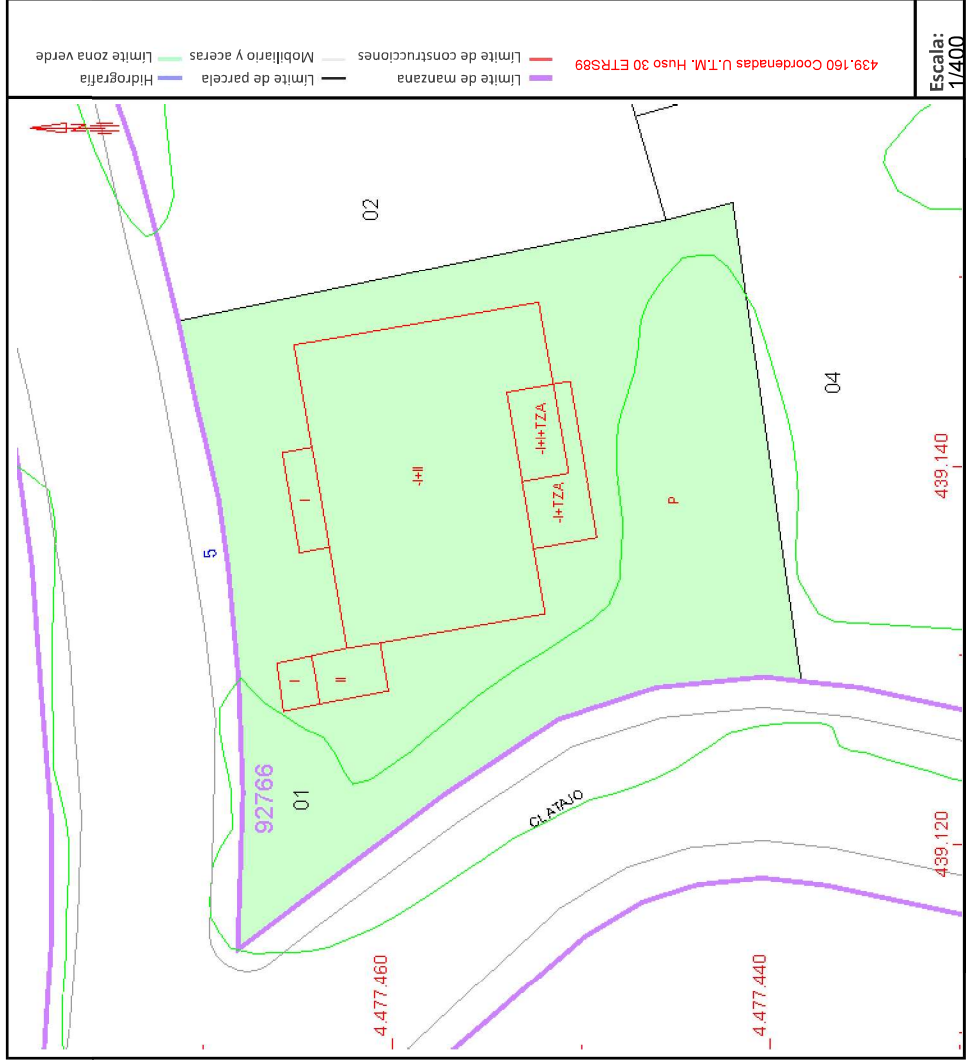 Límite de manzana
Límite de construcciones
439.160 Coordenadas U.T.M. Huso 30 ETRS89
Límite de parcela
Mobiliario y aceras
Hidrografía
Límite zona verde
Escala:
1/400
02
04
5
I
-I+II
-I+I+TZA
-I+TZA
P
I
II
01
92766
CL ATAJO
439.140
439.120
4.477.460
4.477.440